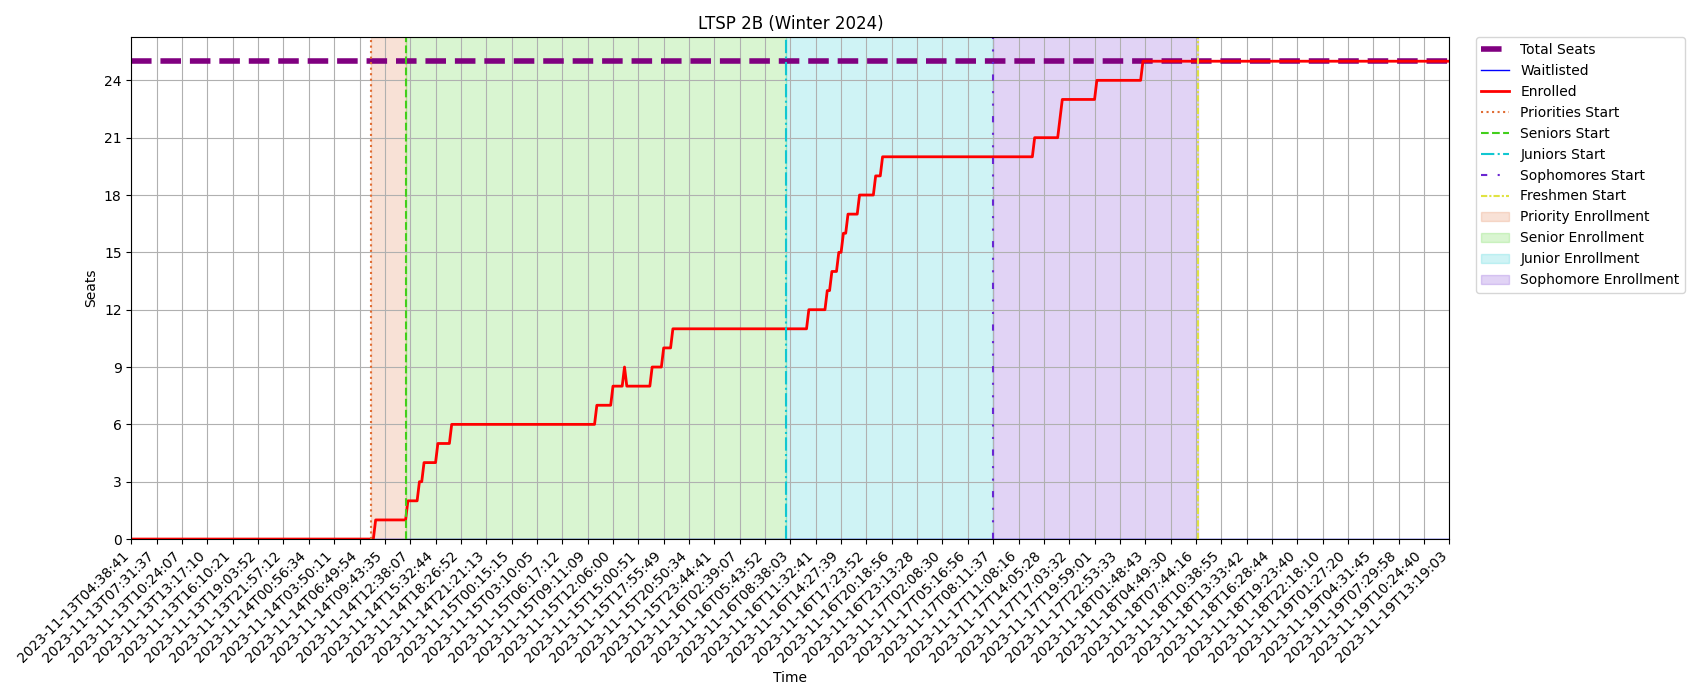 LTSP 2B (Winter 2024)
Seats
24
21
18
15
12
9
6
3
0
2023-11-13T04:38:41
2023-11-13T07:31:37
2023-11-13T10:24:07
2023-11-13T13:17:10
2023-11-13T16:10:21
2023-11-13T19:03:52
2023-11-13T21:57:12
2023-11-14T00:56:34
2023-11-14T03:50:11
2023-11-14T06:49:54
2023-11-14T09:43:35
2023-11-14T12:38:07
2023-11-14T15:32:44
2023-11-14T18:26:52
2023-11-14T21:21:13
2023-11-15T00:15:15
2023-11-15T03:10:05
2023-11-15T06:17:12
2023-11-15T09:11:09
2023-11-15T12:06:00
2023-11-15T15:00:51
2023-11-15T17:55:49
2023-11-15T20:50:34
2023-11-15T23:44:41
2023-11-16T02:39:07
2023-11-16T05:43:52
2023-11-16T08:38:03
2023-11-16T11:32:41
2023-11-16T14:27:39
2023-11-16T17:23:52
2023-11-16T20:18:56
2023-11-16T23:13:28
2023-11-17T02:08:30
2023-11-17T05:16:56
2023-11-17T08:11:37
2023-11-17T11:08:16
2023-11-17T14:05:28
2023-11-17T17:03:32
2023-11-17T19:59:01
2023-11-17T22:53:33
2023-11-18T01:48:43
2023-11-18T04:49:30
2023-11-18T07:44:16
2023-11-18T10:38:55
2023-11-18T13:33:42
2023-11-18T16:28:44
2023-11-18T19:23:40
2023-11-18T22:18:10
2023-11-19T01:27:20
2023-11-19T04:31:45
2023-11-19T07:29:58
2023-11-19T10:24:40
2023-11-19T13:19:03
Time
Total Seats
Waitlisted
Enrolled
Priorities Start
Seniors Start
Juniors Start
Sophomores Start
Freshmen Start
Priority Enrollment
Senior Enrollment
Junior Enrollment
Sophomore Enrollment